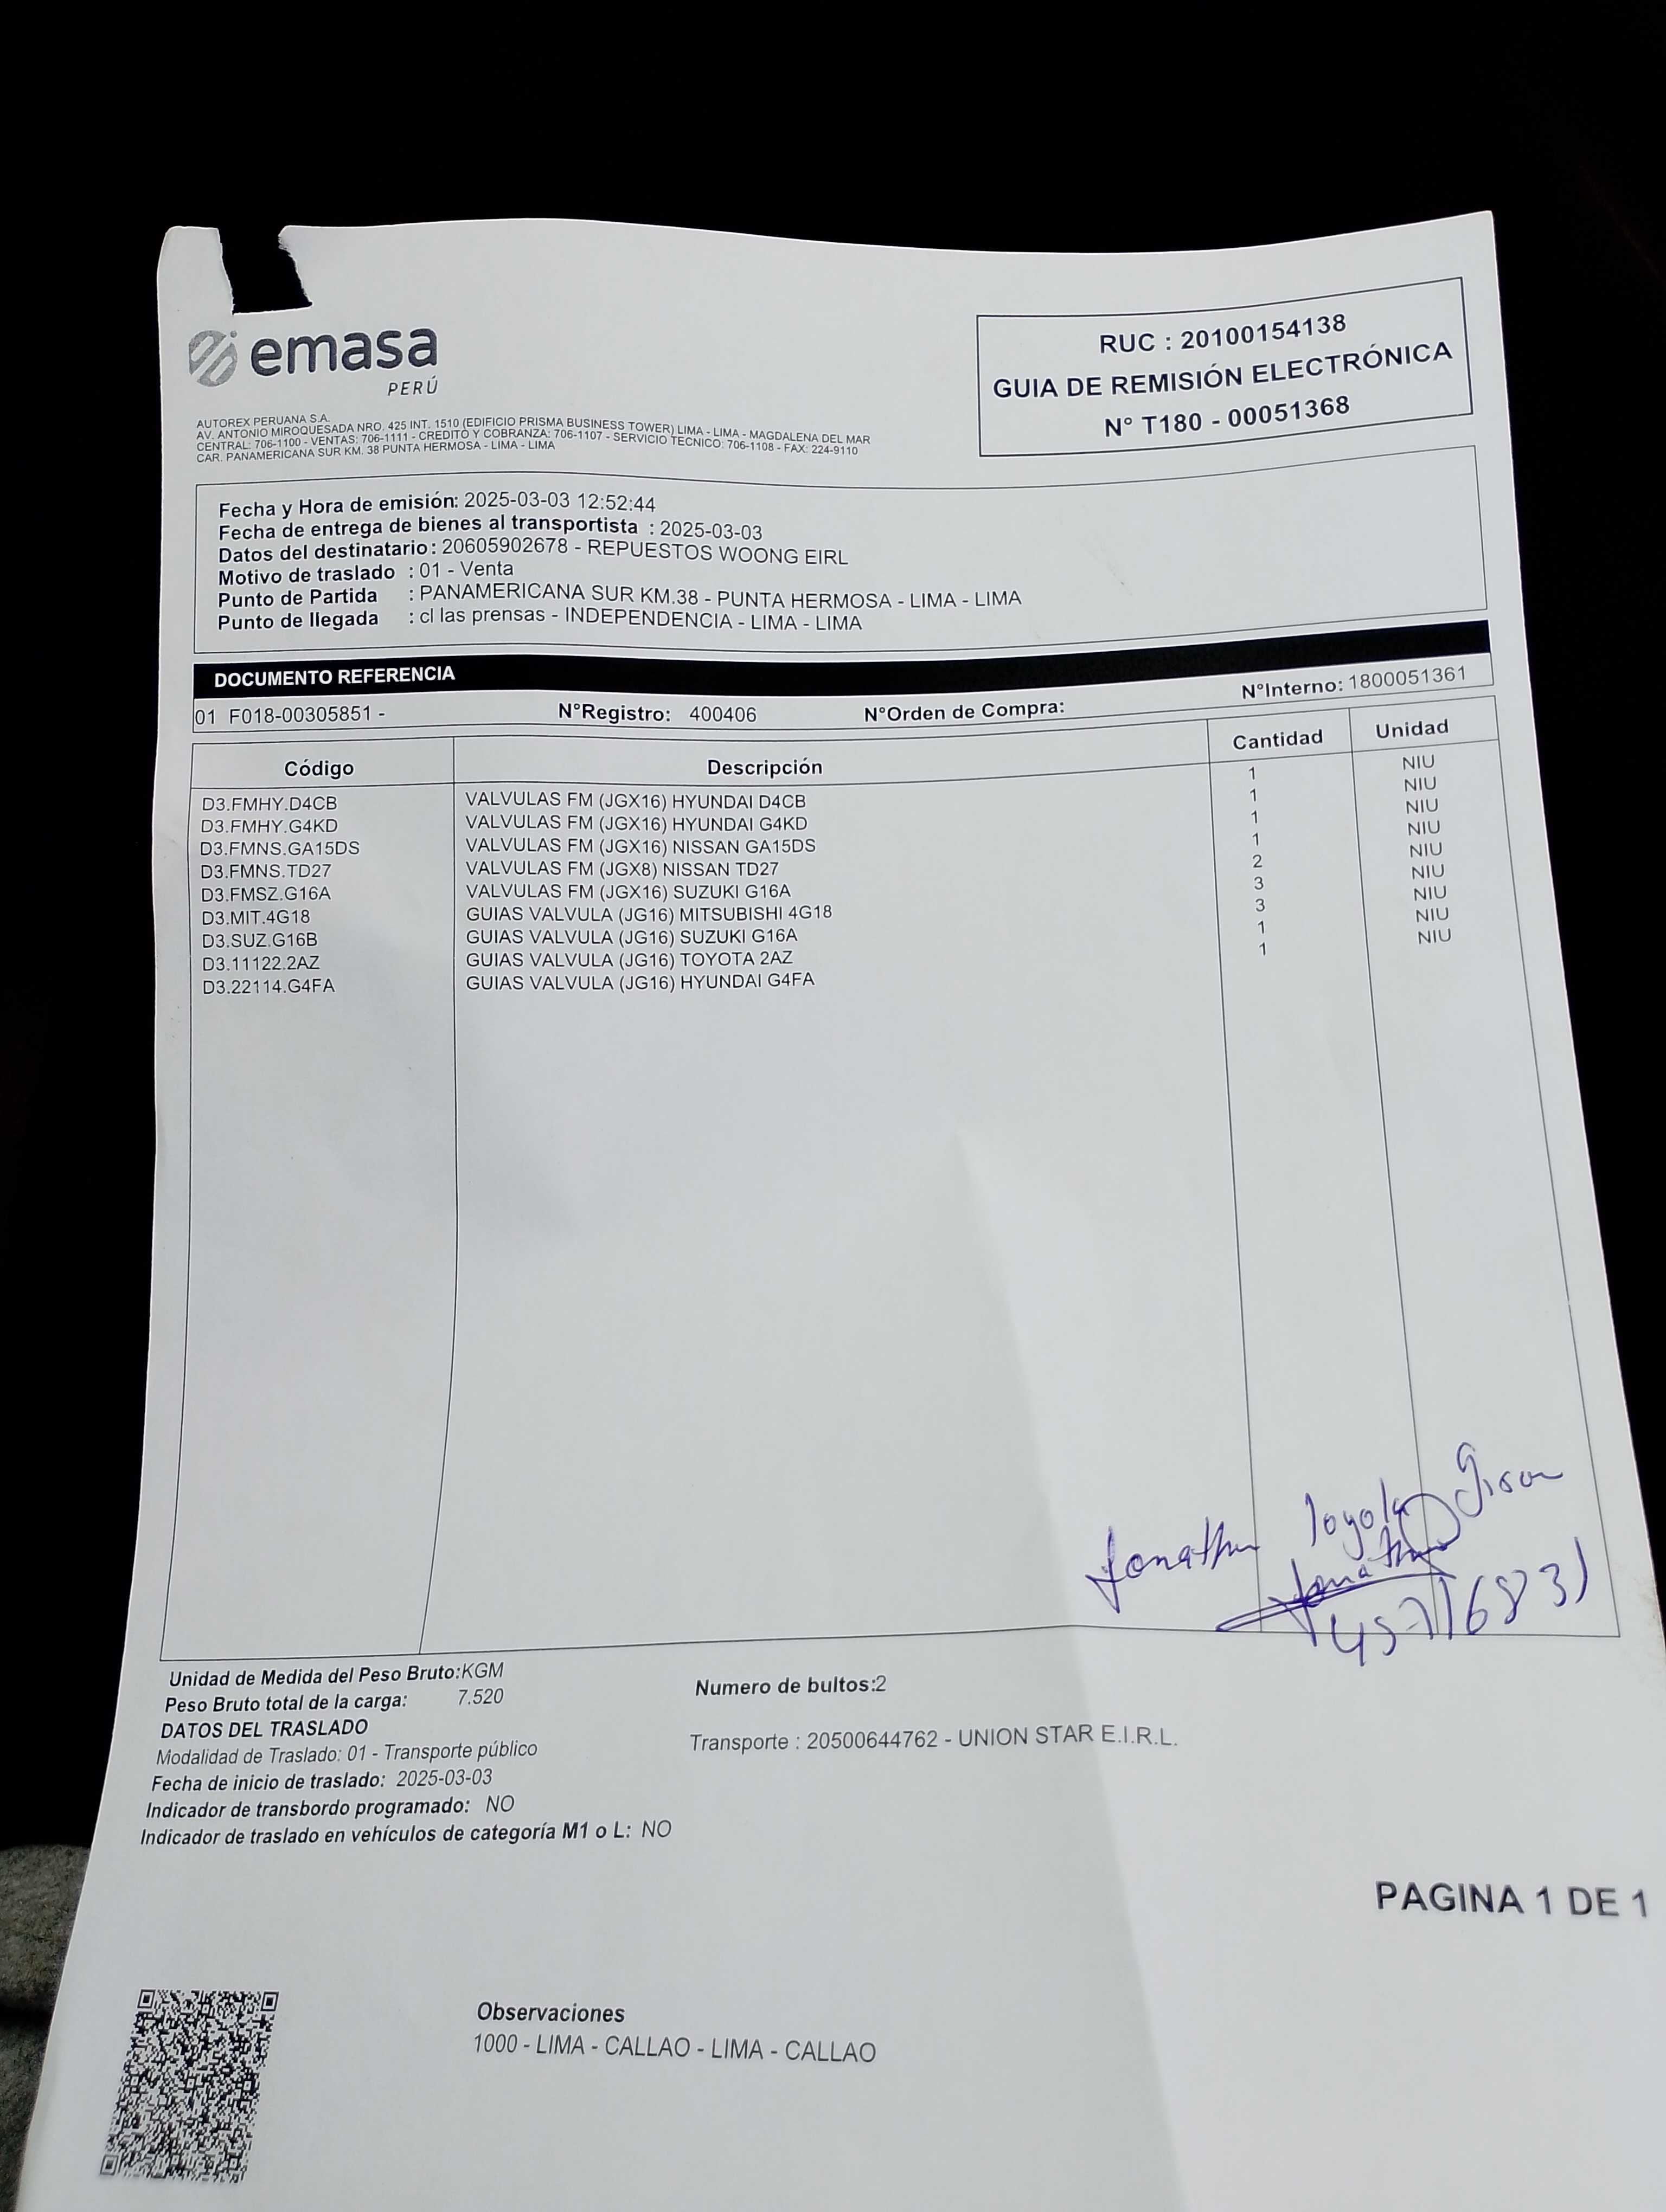 emasa
PERÚ
RUC : 20100154138
GUIA DE REMISIÓN ELECTRÓNICA
N° T180 - 00051368
AUTOREX PERUANA S.A.
AV. ANTONIO MIROQUESADA NRO. 425 INT. 1510 (EDIFICIO PRISMA BUSINESS TOWER) LIMA - LIMA - MAGDALENA DEL MAR
CENTRAL: 706-1100 - VENTAS: 706-1111 - CREDITO Y COBRANZA: 706-1107 - SERVICIO TECNICO: 706-1108 - FAX: 224-9110
CAR. PANAMERICANA SUR KM. 38 PUNTA HERMOSA - LIMA - LIMA
Fecha y Hora de emisión: 2025-03-03 12:52:44
Fecha de entrega de bienes al transportista : 2025-03-03
Datos del destinatario : 20605902678 - REPUESTOS WOONG EIRL
Motivo de traslado : 01 - Venta
Punto de Partida : PANAMERICANA SUR KM.38 - PUNTA HERMOSA - LIMA - LIMA
Punto de llegada : cl las prensas - INDEPENDENCIA - LIMA - LIMA
DOCUMENTO REFERENCIA
01 F018-00305851 - N°Registro: 400406 N°Orden de Compra: N°Interno: 1800051361
Código Descripción Cantidad Unidad
D3.FMHY.D4CB VALVULAS FM (JGX16) HYUNDAI D4CB 1 NIU
D3.FMHY.G4KD VALVULAS FM (JGX16) HYUNDAI G4KD 1 NIU
D3.FMNS.GA15DS VALVULAS FM (JGX16) NISSAN GA15DS 1 NIU
D3.FMNS.TD27 VALVULAS FM (JGX8) NISSAN TD27 1 NIU
D3.FMSZ.G16A VALVULAS FM (JGX16) SUZUKI G16A 2 NIU
D3.MIT.4G18 GUIAS VALVULA (JG16) MITSUBISHI 4G18 3 NIU
D3.SUZ.G16B GUIAS VALVULA (JG16) SUZUKI G16A 3 NIU
D3.11122.2AZ GUIAS VALVULA (JG16) TOYOTA 2AZ 1 NIU
D3.22114.G4FA GUIAS VALVULA (JG16) HYUNDAI G4FA 1 NIU
Jonathan loyola
Unidad de Medida del Peso Bruto:KGM
Peso Bruto total de la carga: 7.520 Numero de bultos:2
DATOS DEL TRASLADO
Modalidad de Traslado: 01 - Transporte público Transporte : 20500644762 - UNION STAR E.I.R.L.
Fecha de inicio de traslado: 2025-03-03
Indicador de transbordo programado: NO
Indicador de traslado en vehículos de categoría M1 o L: NO
PAGINA 1 DE 1
Observaciones
1000 - LIMA - CALLAO - LIMA - CALLAO